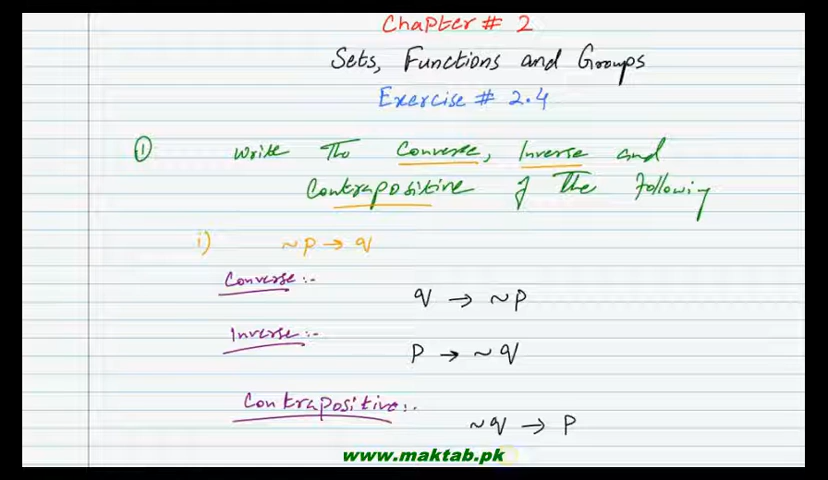 Chapter # 2
Sets, Functions and Groups
Exercise # 2.4
① Write The Converse, Inverse and
Contrapositive of The Following
i) ~p → q
Converse :-
q → ~p
Inverse :-
p → ~q
Contrapositive :-
~q → p
www.maktab.pk